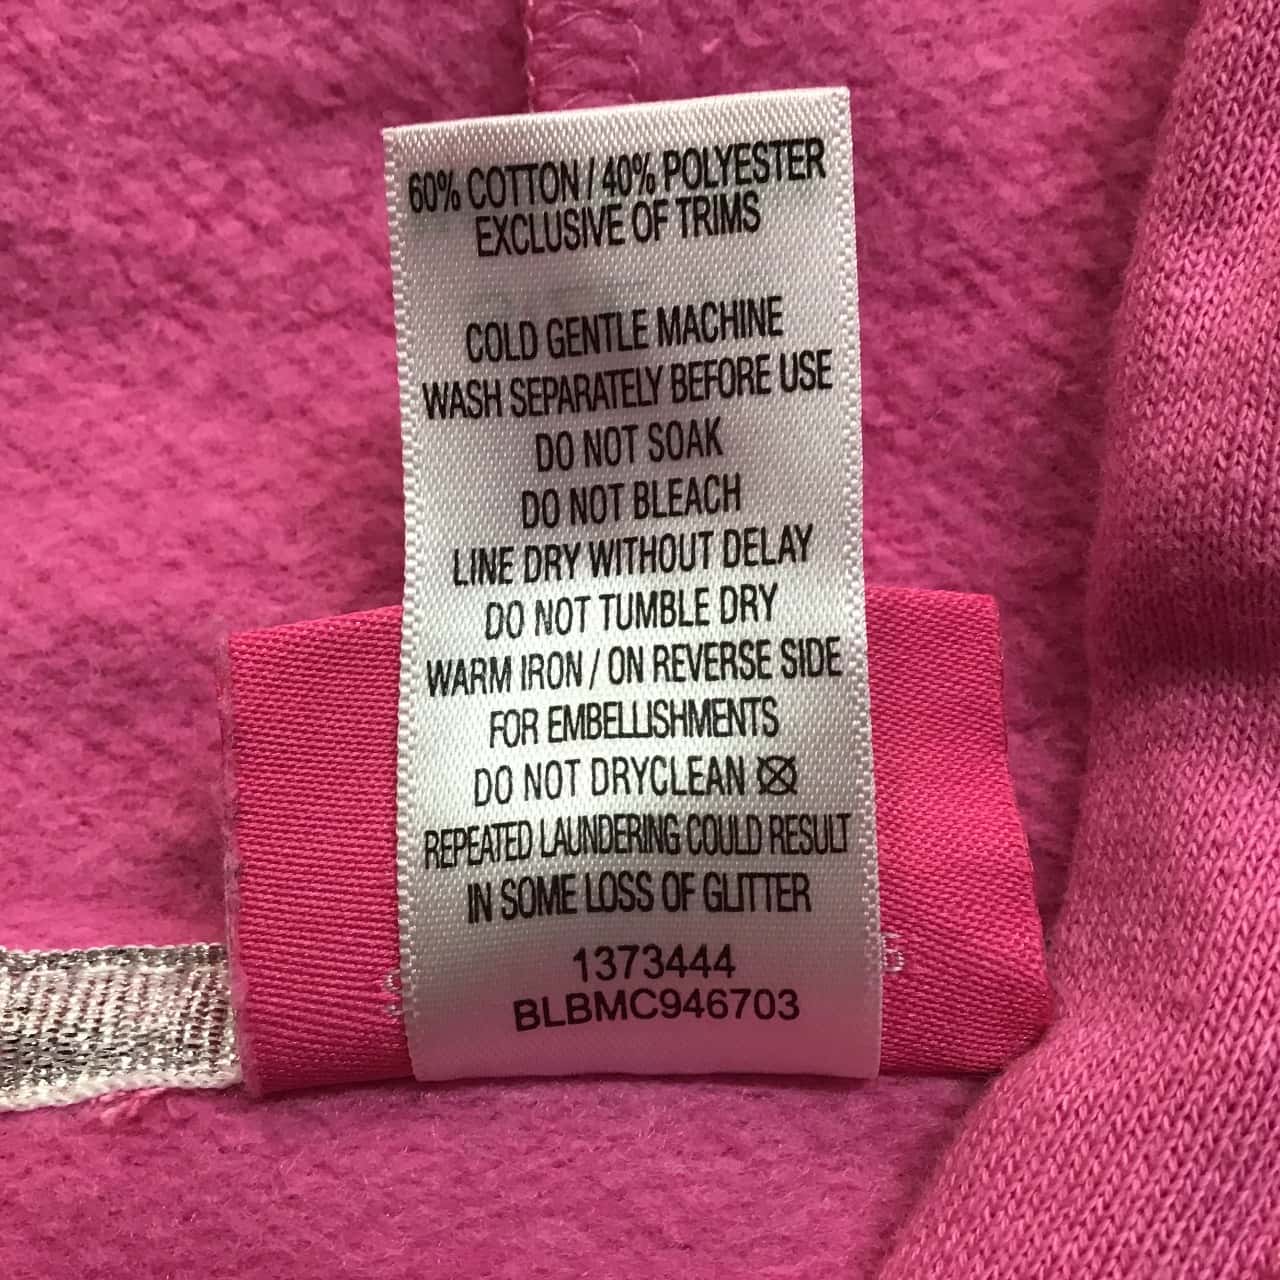 60% COTTON / 40% POLYESTER
EXCLUSIVE OF TRIMS
COLD GENTLE MACHINE
WASH SEPARATELY BEFORE USE
DO NOT SOAK
DO NOT BLEACH
LINE DRY WITHOUT DELAY
DO NOT TUMBLE DRY
WARM IRON / ON REVERSE SIDE
FOR EMBELLISHMENTS
DO NOT DRYCLEAN
REPEATED LAUNDERING COULD RESULT
IN SOME LOSS OF GLITTER
1373444
BLBMC946703